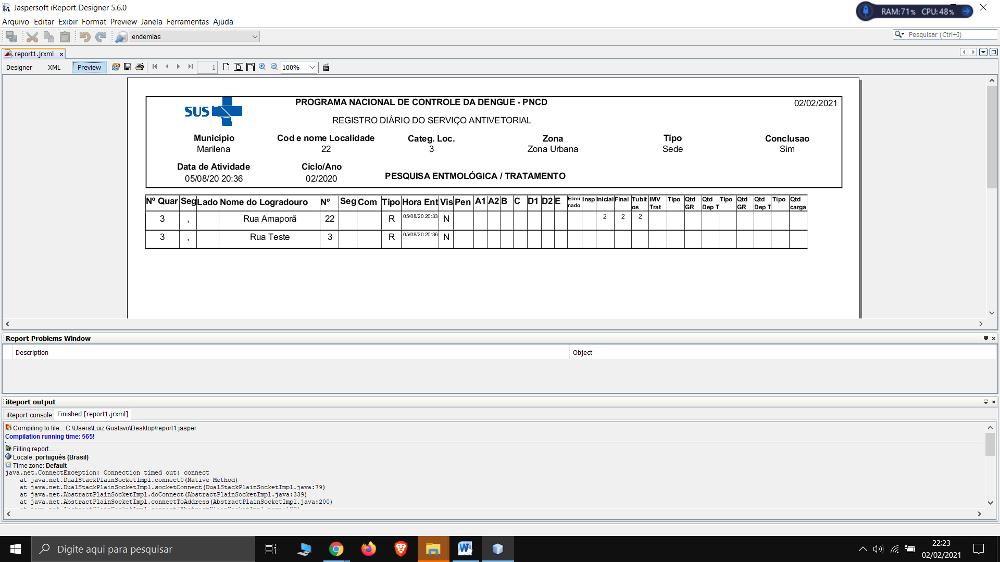 Jaspersoft iReport Designer 5.6.0
RAM:71% CPU:48%
Arquivo Editar Exibir Format Preview Janela Ferramentas Ajuda
endemias
Pesquisar (Ctrl+I)
report1.jrxml
Designer XML Preview 1 100%
PROGRAMA NACIONAL DE CONTROLE DA DENGUE - PNCD
02/02/2021
SUS
REGISTRO DIÁRIO DO SERVIÇO ANTIVETORIAL
Município Cod e nome Localidade Categ. Loc. Zona Tipo Conclusao
Marilena 22 3 Zona Urbana Sede Sim
Data de Atividade Ciclo/Ano
PESQUISA ENTMOLÓGICA / TRATAMENTO
05/08/20 20:36 02/2020
Nº Quar Seg Lado Nome do Logradouro Nº Seg Com Tipo Hora Ent Vis Pen A1 A2 B C D1 D2 E Elimi nado Insp Inicial Final Tubit os IMV Trat Tipo Qtd GR Qtd Dep T Tipo Qtd GR Qtd Dep T Tipo Qtd carga
3 , Rua Amaporã 22 R 05/08/20 20:33 N 2 2 2
3 , Rua Teste 3 R 05/08/20 20:36 N
Report Problems Window
Description Object
iReport output
iReport console Finished [report1.jrxml]
Compiling to file... C:\Users\Luiz Gustavo\Desktop\report1.jasper
Compilation running time: 565!
Filling report...
Locale: português (Brasil)
Time zone: Default
java.net.ConnectException: Connection timed out: connect
at java.net.DualStackPlainSocketImpl.connect0(Native Method)
at java.net.DualStackPlainSocketImpl.socketConnect(DualStackPlainSocketImpl.java:79)
at java.net.AbstractPlainSocketImpl.doConnect(AbstractPlainSocketImpl.java:339)
at java.net.AbstractPlainSocketImpl.connectToAddress(AbstractPlainSocketImpl.java:200)
Digite aqui para pesquisar
22:23
02/02/2021